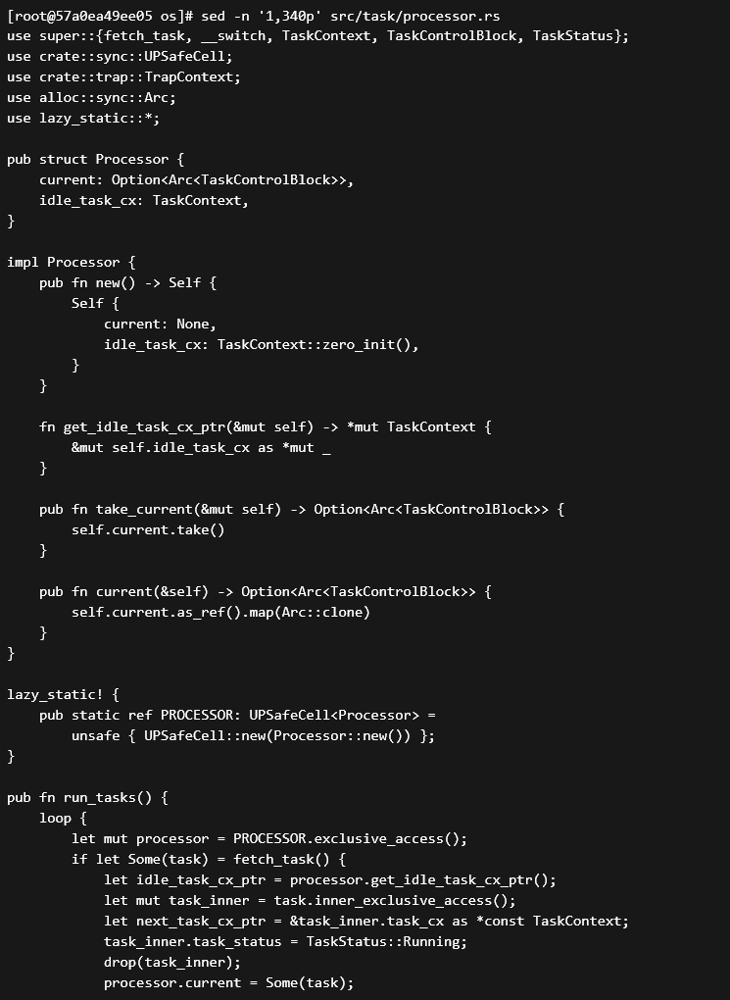 [root@57a0ea49ee05 os]# sed -n '1,340p' src/task/processor.rs
use super::{fetch_task, __switch, TaskContext, TaskControlBlock, TaskStatus};
use crate::sync::UPSafeCell;
use crate::trap::TrapContext;
use alloc::sync::Arc;
use lazy_static::*;

pub struct Processor {
    current: Option<Arc<TaskControlBlock>>,
    idle_task_cx: TaskContext,
}

impl Processor {
    pub fn new() -> Self {
        Self {
            current: None,
            idle_task_cx: TaskContext::zero_init(),
        }
    }

    fn get_idle_task_cx_ptr(&mut self) -> *mut TaskContext {
        &mut self.idle_task_cx as *mut _
    }

    pub fn take_current(&mut self) -> Option<Arc<TaskControlBlock>> {
        self.current.take()
    }

    pub fn current(&self) -> Option<Arc<TaskControlBlock>> {
        self.current.as_ref().map(Arc::clone)
    }
}

lazy_static! {
    pub static ref PROCESSOR: UPSafeCell<Processor> =
        unsafe { UPSafeCell::new(Processor::new()) };
}

pub fn run_tasks() {
    loop {
        let mut processor = PROCESSOR.exclusive_access();
        if let Some(task) = fetch_task() {
            let idle_task_cx_ptr = processor.get_idle_task_cx_ptr();
            let mut task_inner = task.inner_exclusive_access();
            let next_task_cx_ptr = &task_inner.task_cx as *const TaskContext;
            task_inner.task_status = TaskStatus::Running;
            drop(task_inner);
            processor.current = Some(task);